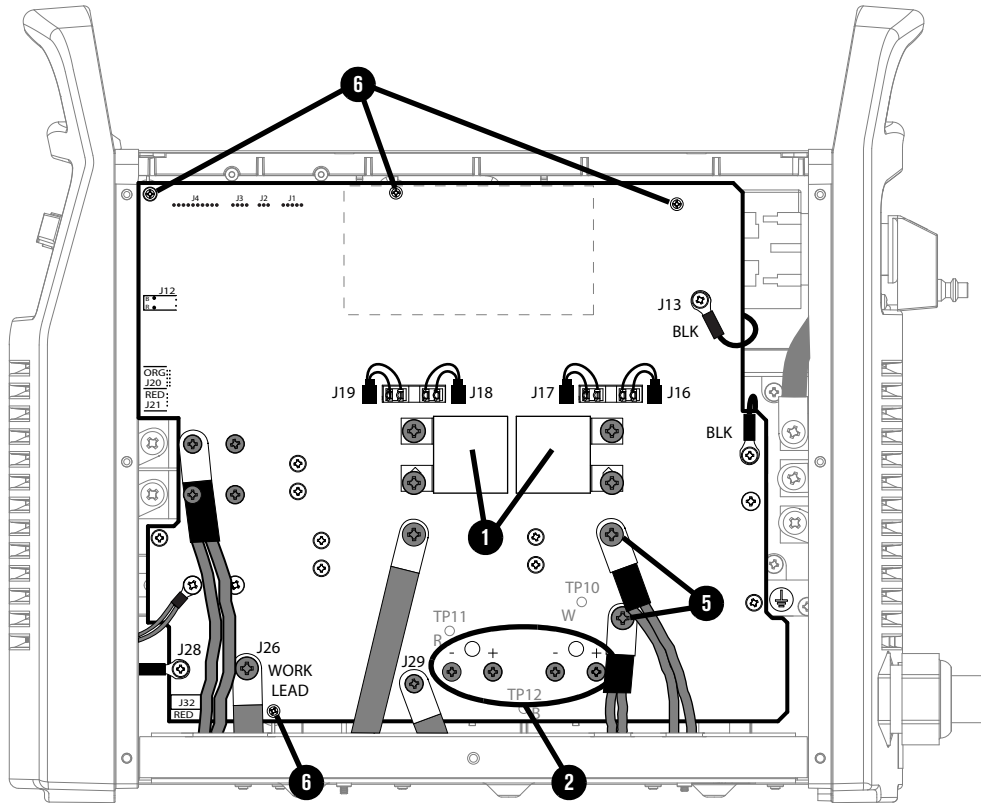 6
J4 J3 J2 J1
J12
B
R
J13
BLK
ORG
J20
RED
J21
J19 J18 J17 J16
BLK
1
TP10
W
5
TP11
R
- + - +
J28 J26
WORK
LEAD
J29
TP12
B
J32
RED
6
2